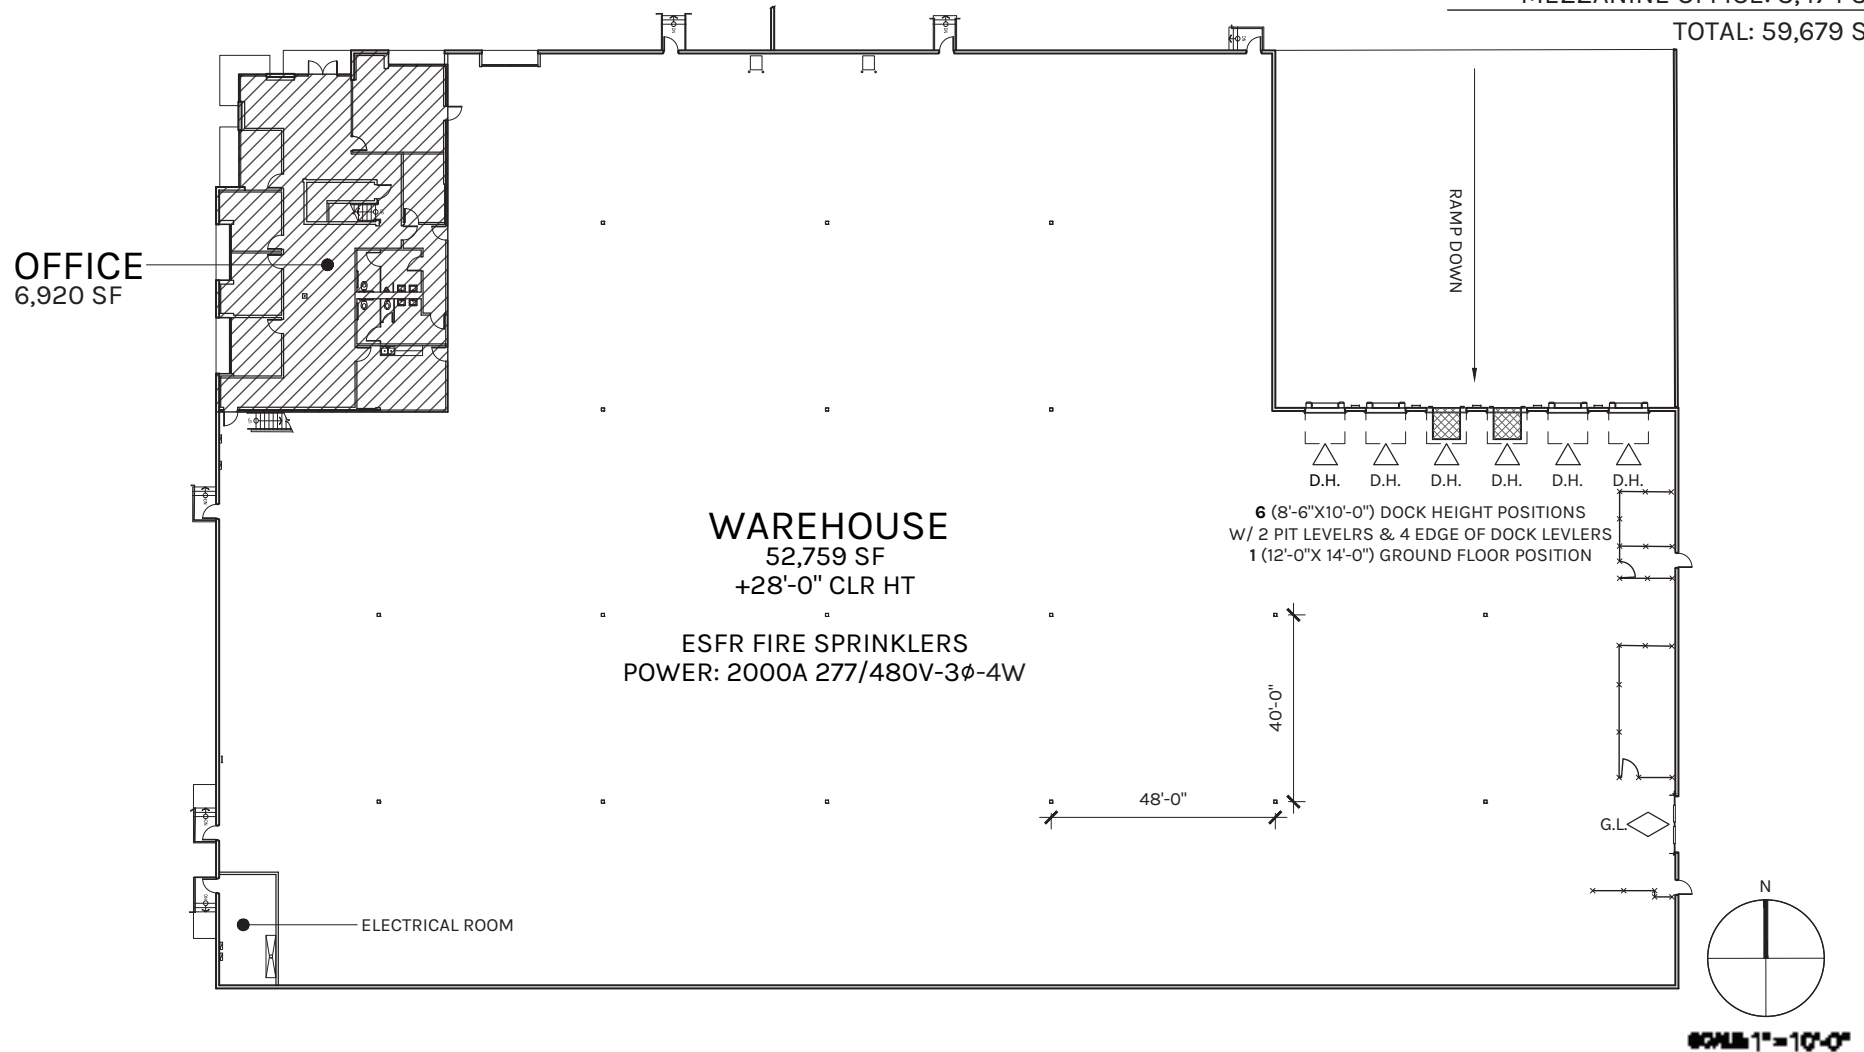 MEZZANINE OFFICE:
TOTAL: 59,679 S
OFFICE
6,920 SF
RAMP DOWN
D.H. D.H. D.H. D.H. D.H. D.H.
6 (8'-6"X10'-0") DOCK HEIGHT POSITIONS
W/ 2 PIT LEVELRS & 4 EDGE OF DOCK LEVLERS
1 (12'-0"X 14'-0") GROUND FLOOR POSITION
WAREHOUSE
52,759 SF
+28'-0" CLR HT
ESFR FIRE SPRINKLERS
POWER: 2000A 277/480V-3ø-4W
40'-0"
48'-0"
G.L.
ELECTRICAL ROOM
N
SCALE: 1" = 10'-0"